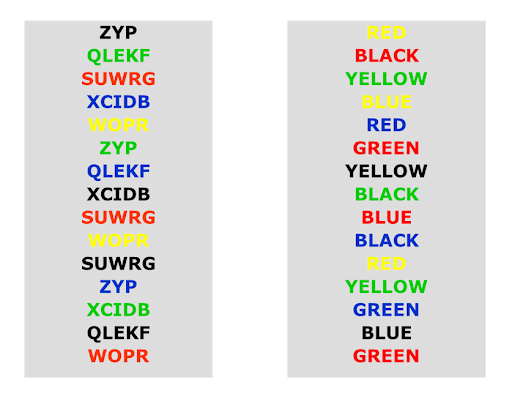 ZYP
QLEKF
SUWRG
XCIDB
WOPR
ZYP
QLEKF
XCIDB
SUWRG
WOPR
SUWRG
ZYP
XCIDB
QLEKF
WOPR
RED
BLACK
YELLOW
BLUE
RED
GREEN
YELLOW
BLACK
BLUE
BLACK
RED
YELLOW
GREEN
BLUE
GREEN